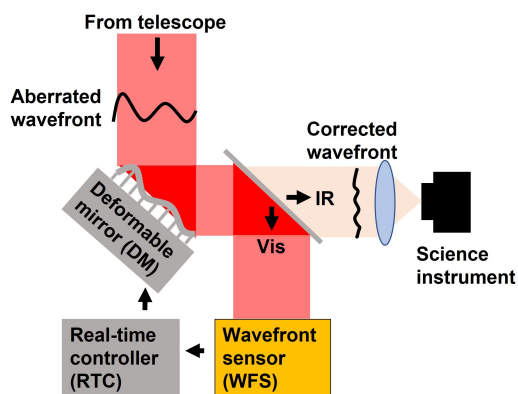 From telescope
Aberrated
wavefront
Corrected
wavefront
IR
Vis
Deformable
mirror (DM)
Science
instrument
Real-time
controller
(RTC)
Wavefront
sensor
(WFS)